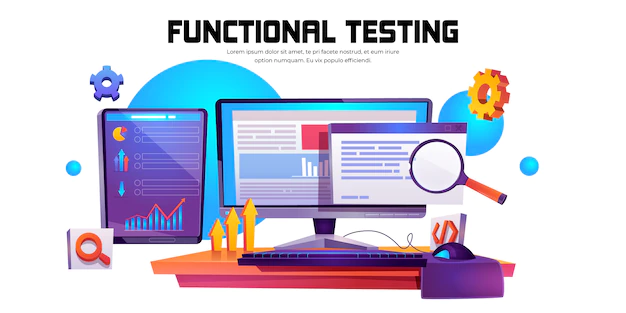 FUNCTIONAL TESTING
Lorem ipsum dolor sit amet, te pri facete nostrud, et cum iriure
option numquam. Eu vix populo efficiendi.